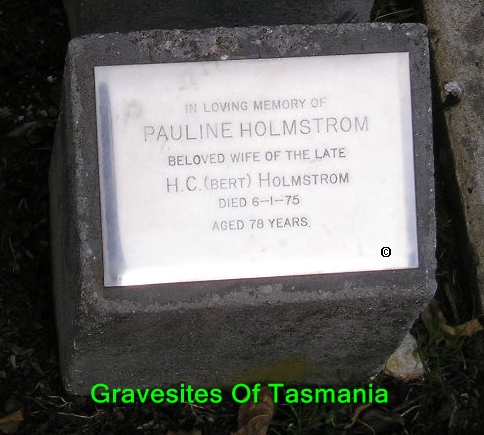 IN LOVING MEMORY OF
PAULINE HOLMSTROM
BELOVED WIFE OF THE LATE
H.C.(BERT) HOLMSTROM
DIED 6-1-75
AGED 78 YEARS.
©
Gravesites Of Tasmania